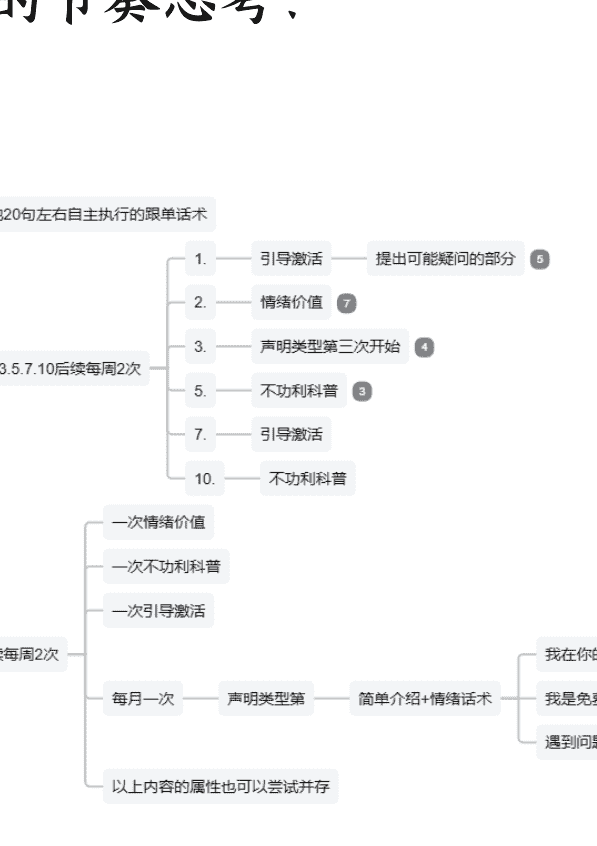 的节奏思考：
20句左右自主执行的跟单话术
1.
引导激活
提出可能疑问的部分
5
2.
情绪价值
7
3.5.7.10后续每周2次
3.
声明类型第三次开始
4
5.
不功利科普
3
7.
引导激活
10.
不功利科普
一次情绪价值
一次不功利科普
一次引导激活
每周2次
每月一次
声明类型第
简单介绍+情绪话术
我在你的
我是免费
遇到问题
以上内容的属性也可以尝试并存